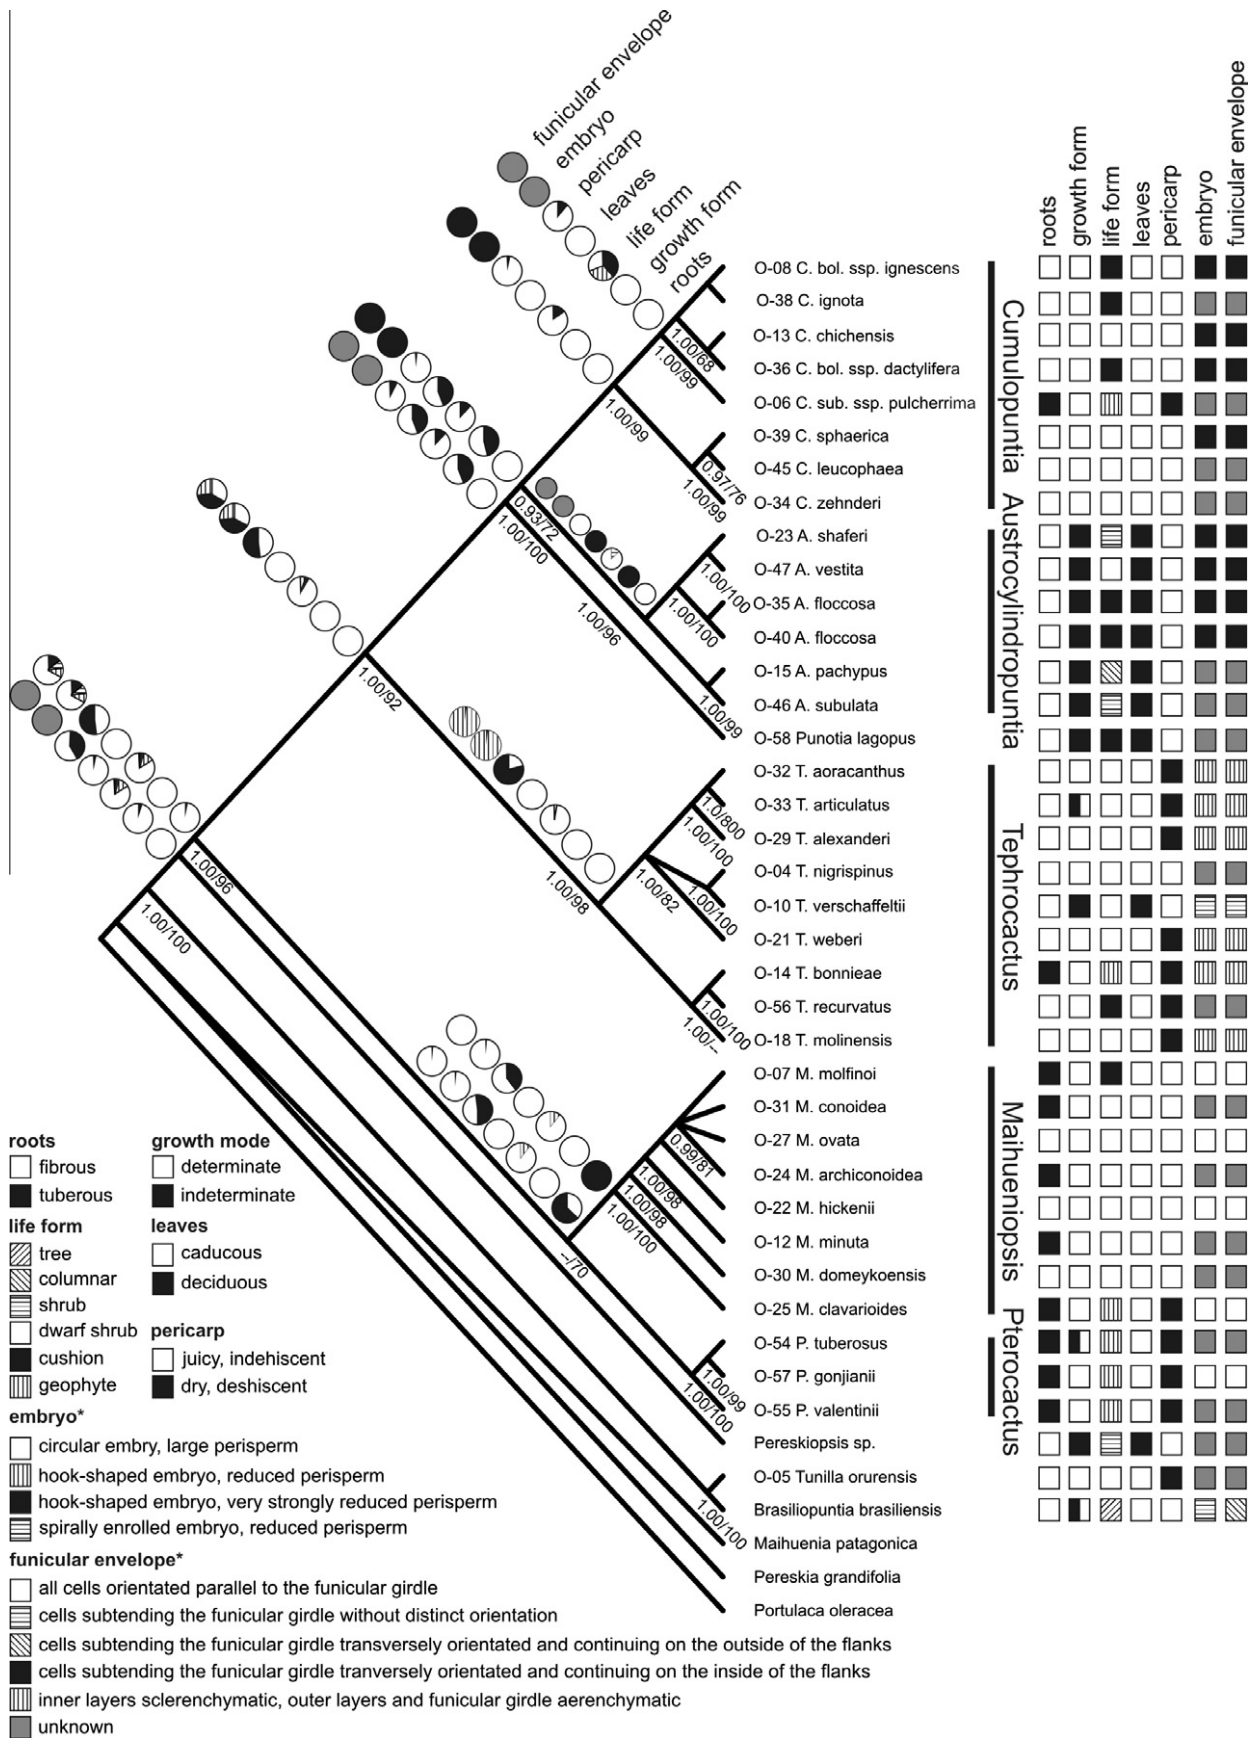 funicular envelope
embryo
pericarp
leaves
life form
growth form
roots
roots
growth form
life form
leaves
pericarp
embryo
funicular envelope
O-08 C. bol. ssp. ignescens
O-38 C. ignota
O-13 C. chichensis
O-36 C. bol. ssp. dactylifera
O-06 C. sub. ssp. pulcherrima
O-39 C. sphaerica
O-45 C. leucophaea
O-34 C. zehnderi
O-23 A. shaferi
O-47 A. vestita
O-35 A. floccosa
O-40 A. floccosa
O-15 A. pachypus
O-46 A. subulata
O-58 Punotia lagopus
O-32 T. aoracanthus
O-33 T. articulatus
O-29 T. alexanderi
O-04 T. nigrispinus
O-10 T. verschaffeltii
O-21 T. weberi
O-14 T. bonnieae
O-56 T. recurvatus
O-18 T. molinensis
O-07 M. molfinoi
O-31 M. conoidea
O-27 M. ovata
O-24 M. archiconoidea
O-22 M. hickenii
O-12 M. minuta
O-30 M. domeykoensis
O-25 M. clavarioides
O-54 P. tuberosus
O-57 P. gonjianii
O-55 P. valentinii
Pereskiopsis sp.
O-05 Tunilla orurensis
Brasiliopuntia brasiliensis
Maihuenia patagonica
Pereskia grandifolia
Portulaca oleracea
Cumulopuntia
Austrocylindropuntia
Tephrocactus
Maihueniopsis
Pterocactus
1.00/68
1.00/99
1.00/99
0.97/76
1.00/99
0.93/72
1.00/100
1.00/100
1.00/100
1.00/96
1.00/99
1.00/92
1.0/800
1.00/100
1.00/82
1.00/100
1.00/98
1.00/100
1.00/--
1.00/96
1.00/100
0.99/81
1.00/98
1.00/98
1.00/100
--/70
1.00/99
1.00/100
1.00/100
roots
fibrous
tuberous
growth mode
determinate
indeterminate
life form
tree
columnar
shrub
dwarf shrub
cushion
geophyte
leaves
caducous
deciduous
pericarp
juicy, indehiscent
dry, deshiscent
embryo*
circular embry, large perisperm
hook-shaped embryo, reduced perisperm
hook-shaped embryo, very strongly reduced perisperm
spirally enrolled embryo, reduced perisperm
funicular envelope*
all cells orientated parallel to the funicular girdle
cells subtending the funicular girdle without distinct orientation
cells subtending the funicular girdle transversely orientated and continuing on the outside of the flanks
cells subtending the funicular girdle tranversely orientated and continuing on the inside of the flanks
inner layers sclerenchymatic, outer layers and funicular girdle aerenchymatic
unknown